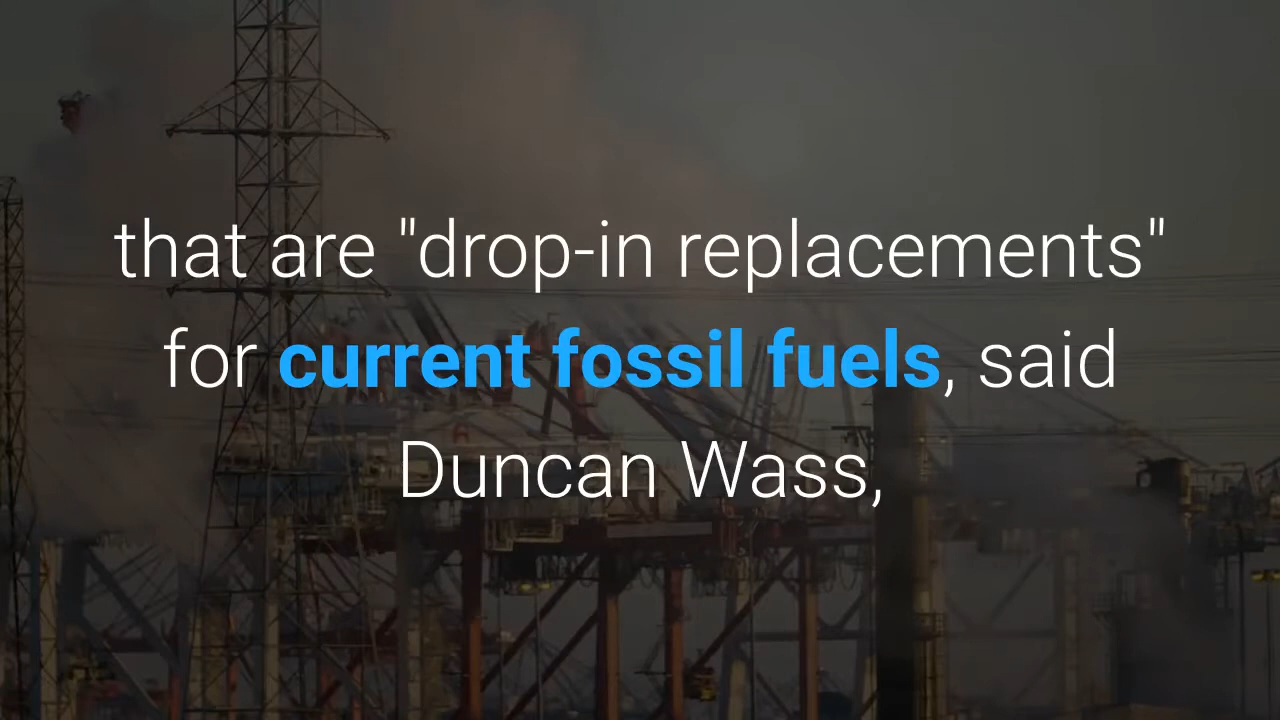 that are "drop-in replacements"
for current fossil fuels, said
Duncan Wass,